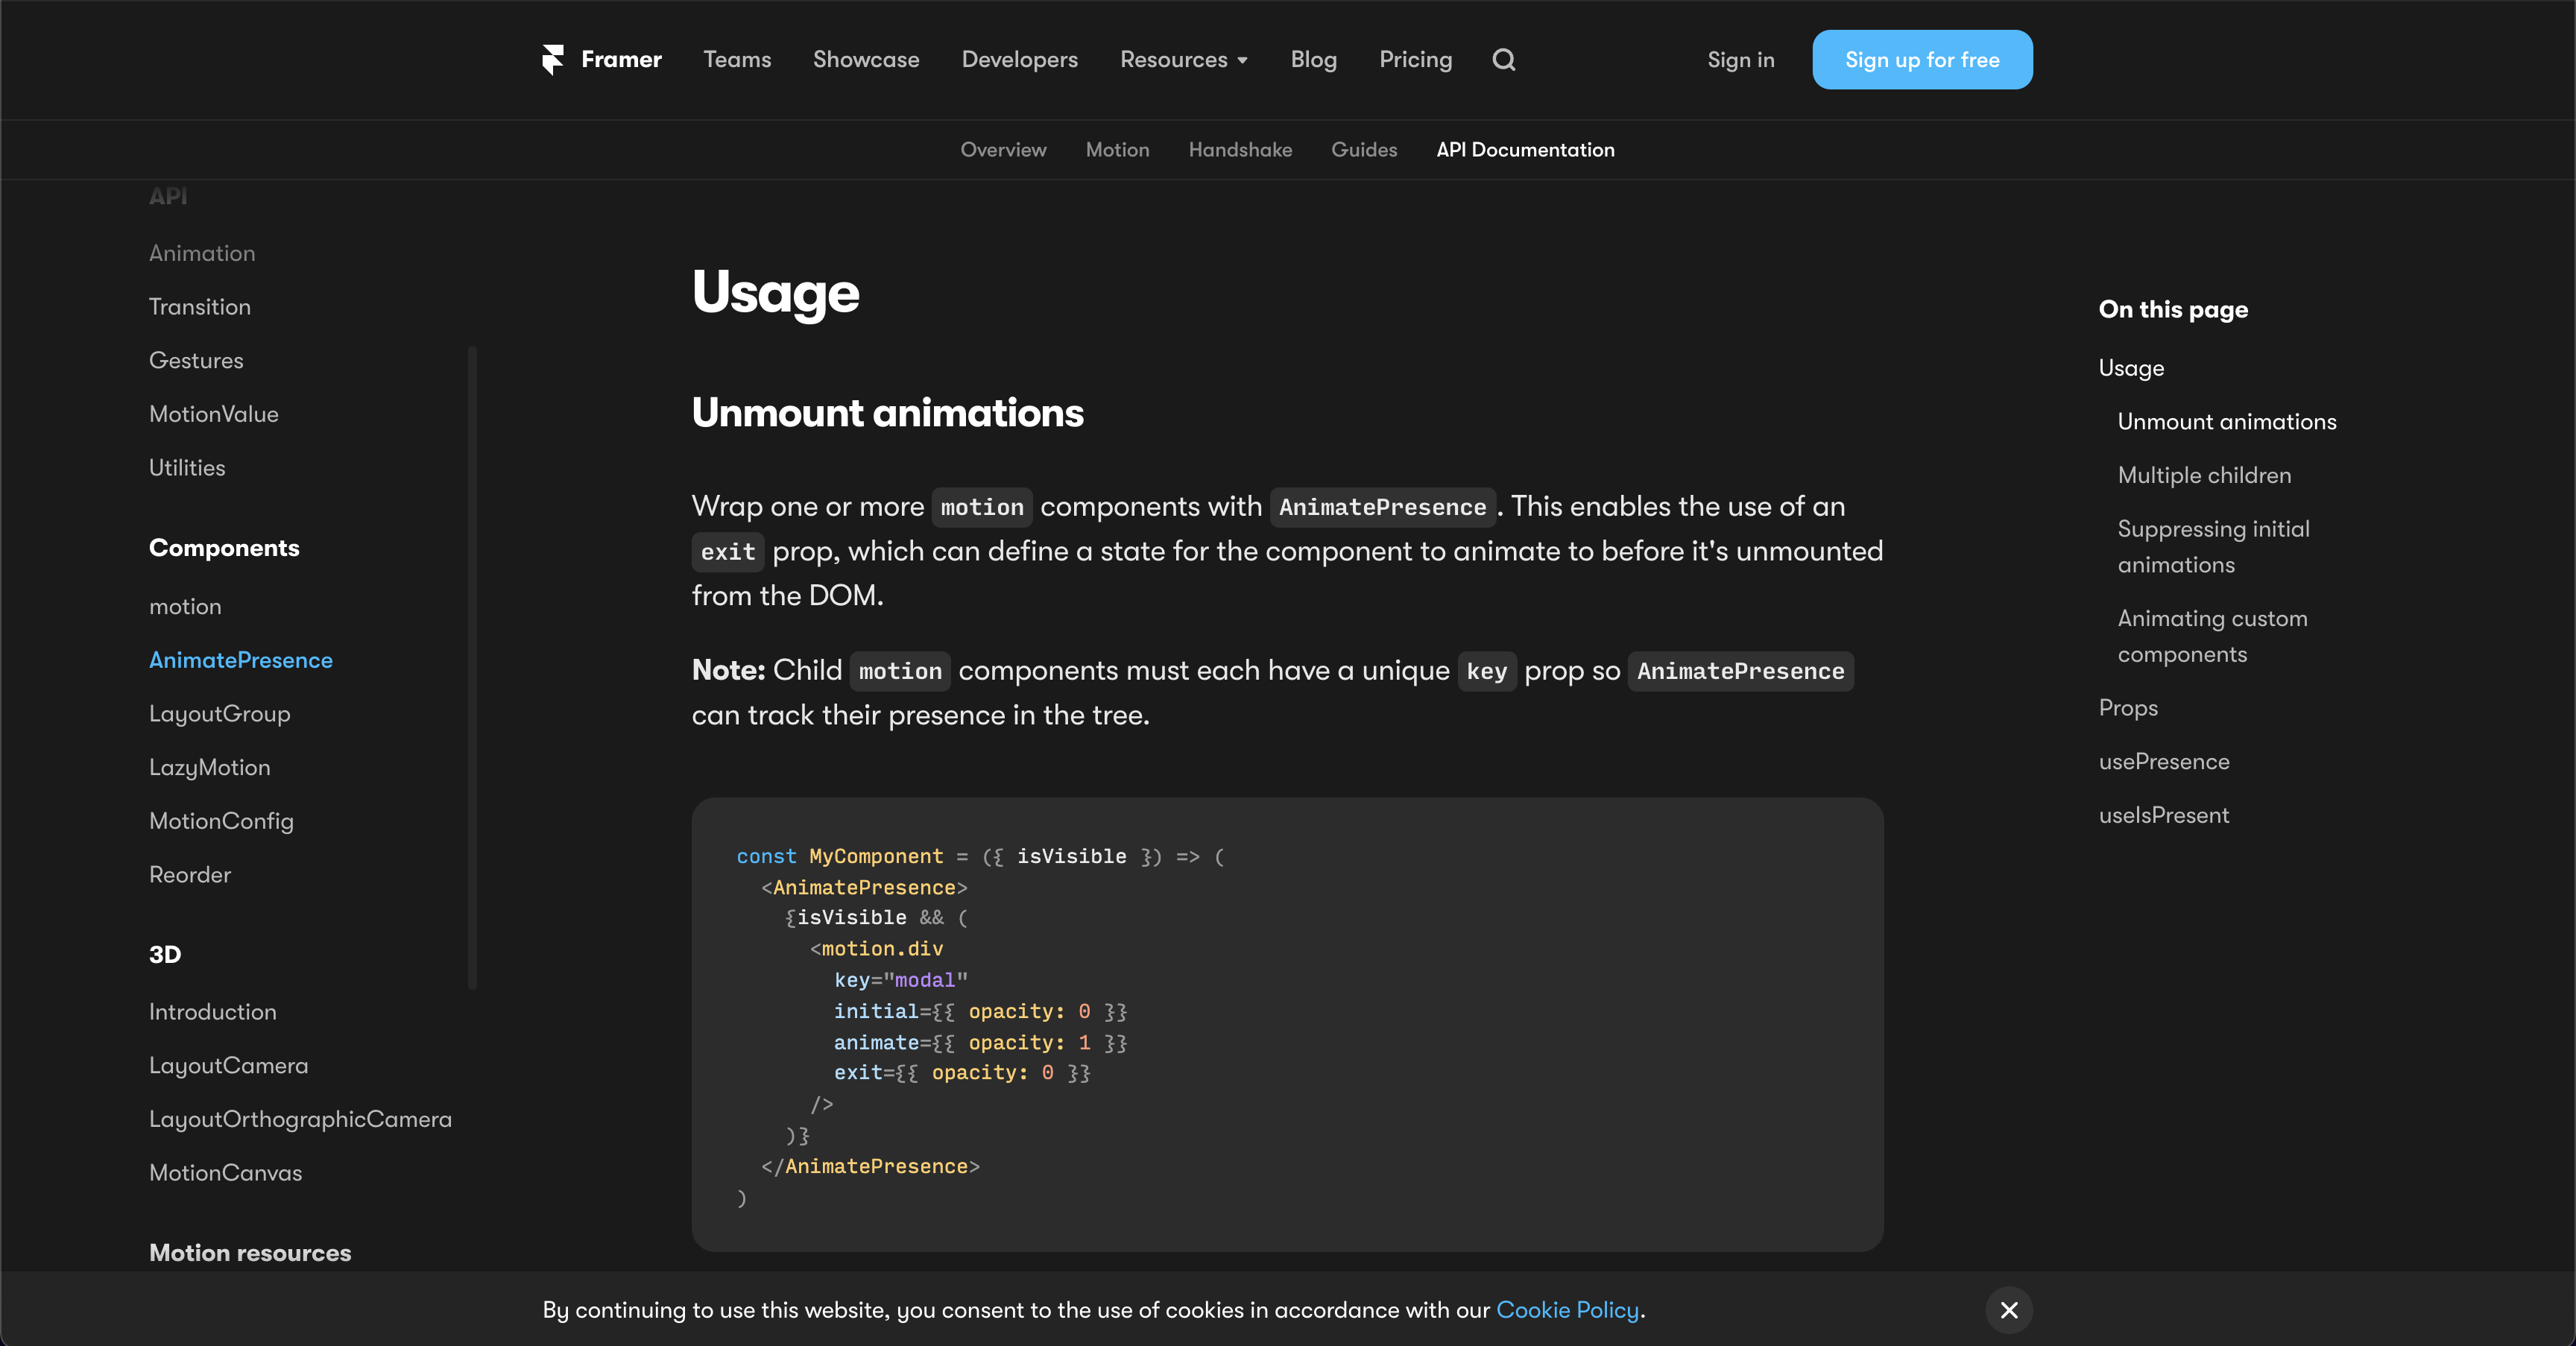 Framer Teams Showcase Developers Resources Blog Pricing Sign in Sign up for free
Overview Motion Handshake Guides API Documentation
API
Animation
Transition
Gestures
MotionValue
Utilities
Components
motion
AnimatePresence
LayoutGroup
LazyMotion
MotionConfig
Reorder
3D
Introduction
LayoutCamera
LayoutOrthographicCamera
MotionCanvas
Motion resources
Usage
Unmount animations
Wrap one or more motion components with AnimatePresence. This enables the use of an
exit prop, which can define a state for the component to animate to before it's unmounted
from the DOM.
Note: Child motion components must each have a unique key prop so AnimatePresence
can track their presence in the tree.
const MyComponent = ({ isVisible }) => (
  <AnimatePresence>
    {isVisible && (
      <motion.div
        key="modal"
        initial={{ opacity: 0 }}
        animate={{ opacity: 1 }}
        exit={{ opacity: 0 }}
      />
    )}
  </AnimatePresence>
)
On this page
Usage
Unmount animations
Multiple children
Suppressing initial
animations
Animating custom
components
Props
usePresence
useIsPresent
By continuing to use this website, you consent to the use of cookies in accordance with our Cookie Policy.